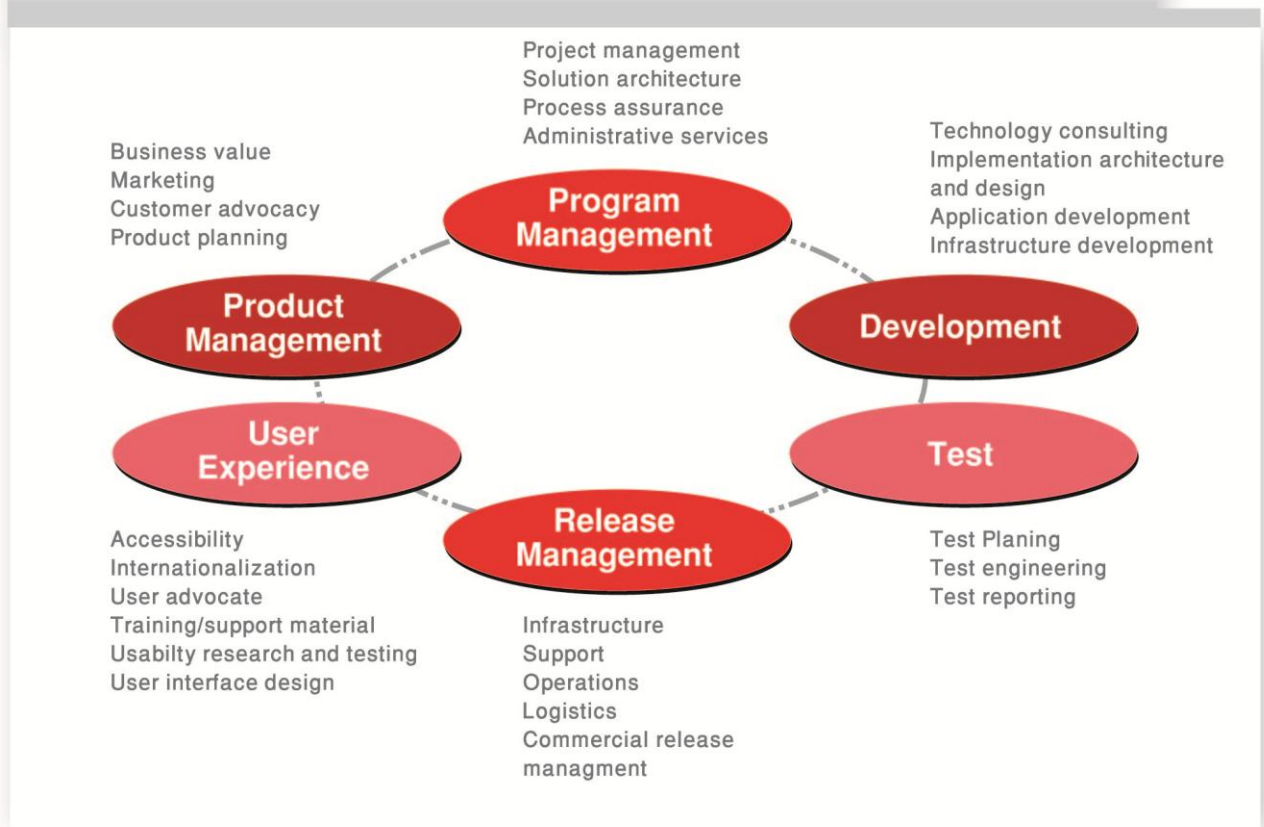 Project management
Solution architecture
Process assurance
Administrative services
Business value
Marketing
Customer advocacy
Product planning
Technology consulting
Implementation architecture
and design
Application development
Infrastructure development
Program
Management
Product
Management
Development
User
Experience
Test
Release
Management
Accessibility
Internationalization
User advocate
Training/support material
Usabilty research and testing
User interface design
Infrastructure
Support
Operations
Logistics
Commercial release
managment
Test Planing
Test engineering
Test reporting